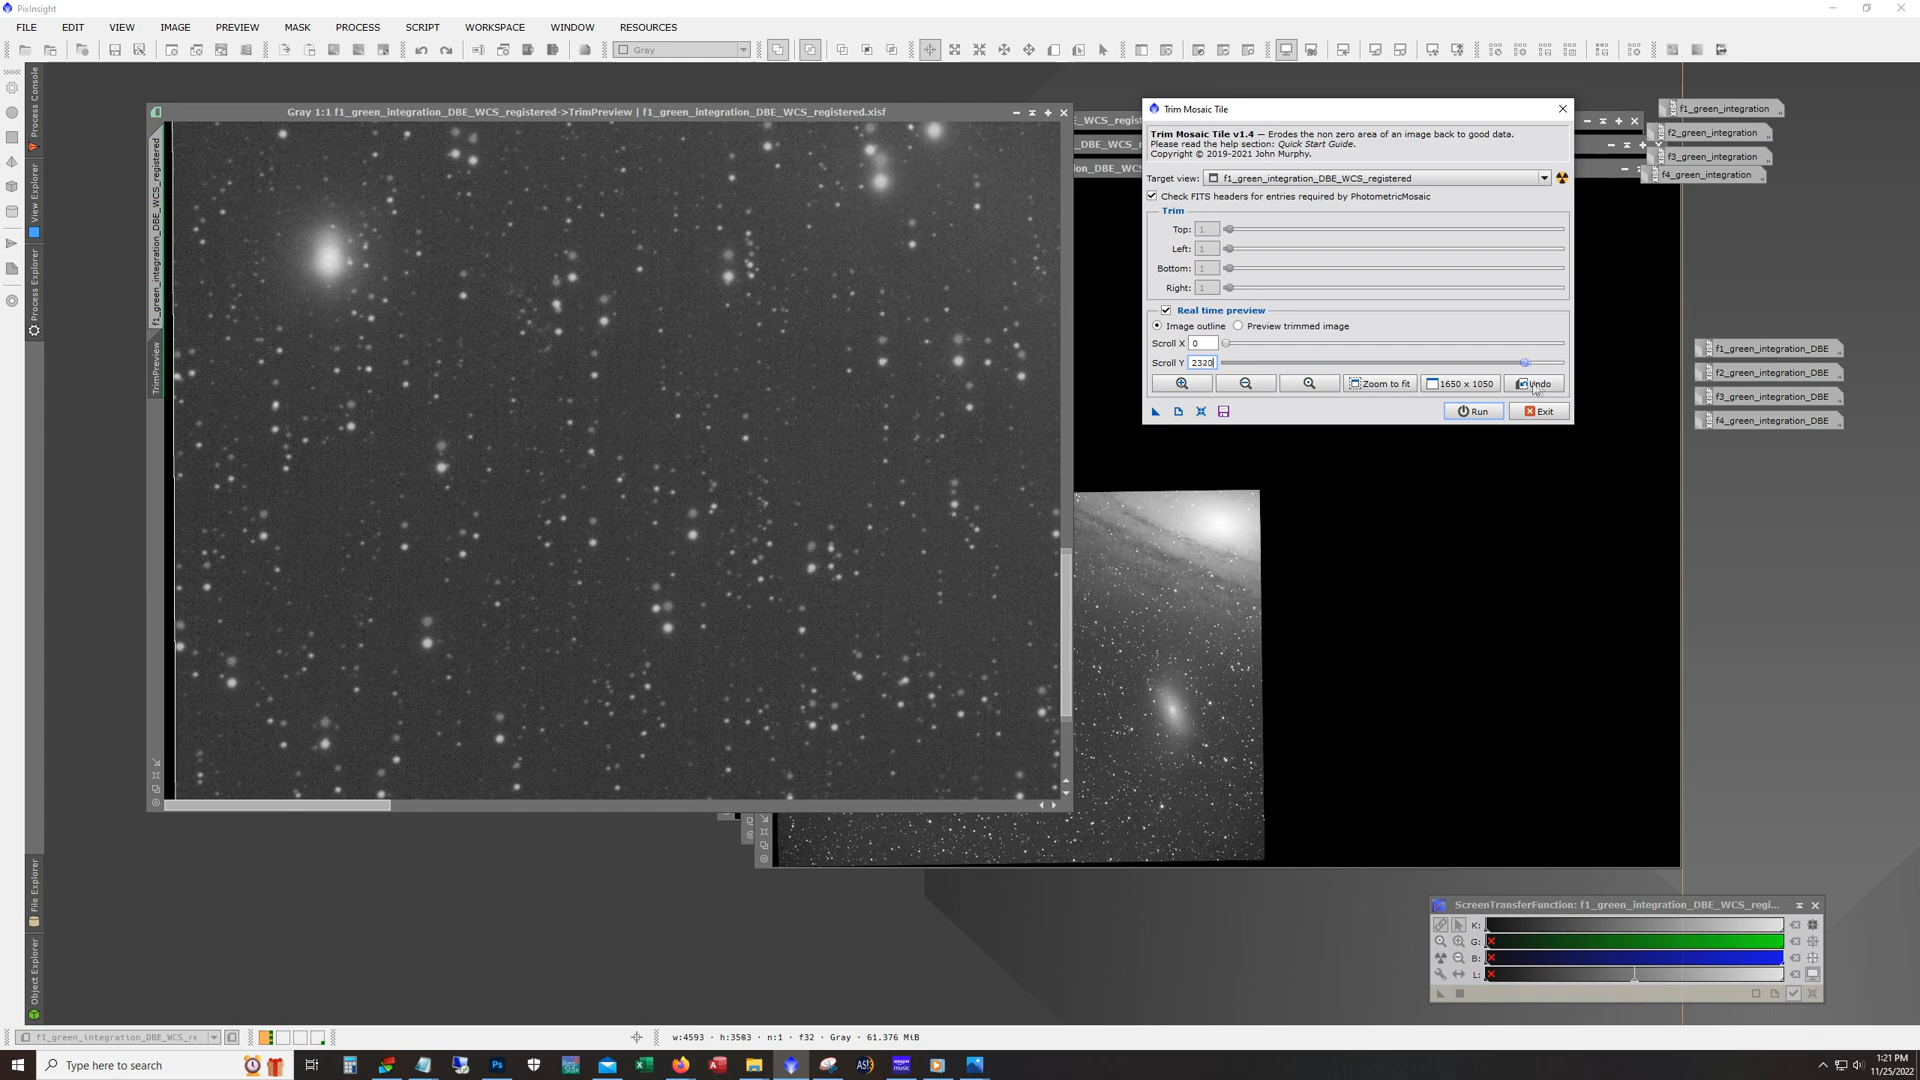 PixInsight
FILE EDIT VIEW IMAGE PREVIEW MASK PROCESS SCRIPT WORKSPACE WINDOW RESOURCES
Gray
Process Console
View Explorer
Process Explorer
File Explorer
Object Explorer
Gray 1:1 f1_green_integration_DBE_WCS_registered->TrimPreview | f1_green_integration_DBE_WCS_registered.xisf
f1_green_integration_DBE_WCS_registered
TrimPreview
Trim Mosaic Tile
Trim Mosaic Tile v1.4 — Erodes the non zero area of an image back to good data.
Please read the help section: Quick Start Guide.
Copyright © 2019-2021 John Murphy.
Target view: f1_green_integration_DBE_WCS_registered
Check FITS headers for entries required by PhotometricMosaic
Trim
Top: 1
Left: 1
Bottom: 1
Right: 1
Real time preview
Image outline Preview trimmed image
Scroll X 0
Scroll Y 2320
Zoom to fit 1650 x 1050 Undo
Run Exit
f1_green_integration
f2_green_integration
f3_green_integration
f4_green_integration
f1_green_integration_DBE
f2_green_integration_DBE
f3_green_integration_DBE
f4_green_integration_DBE
ScreenTransferFunction: f1_green_integration_DBE_WCS_regi...
K:
G:
B:
L:
f1_green_integration_DBE_WCS_re
w:4593 · h:3503 · n:1 · f32 · Gray · 61.376 MiB
Type here to search
1:21 PM
11/25/2022